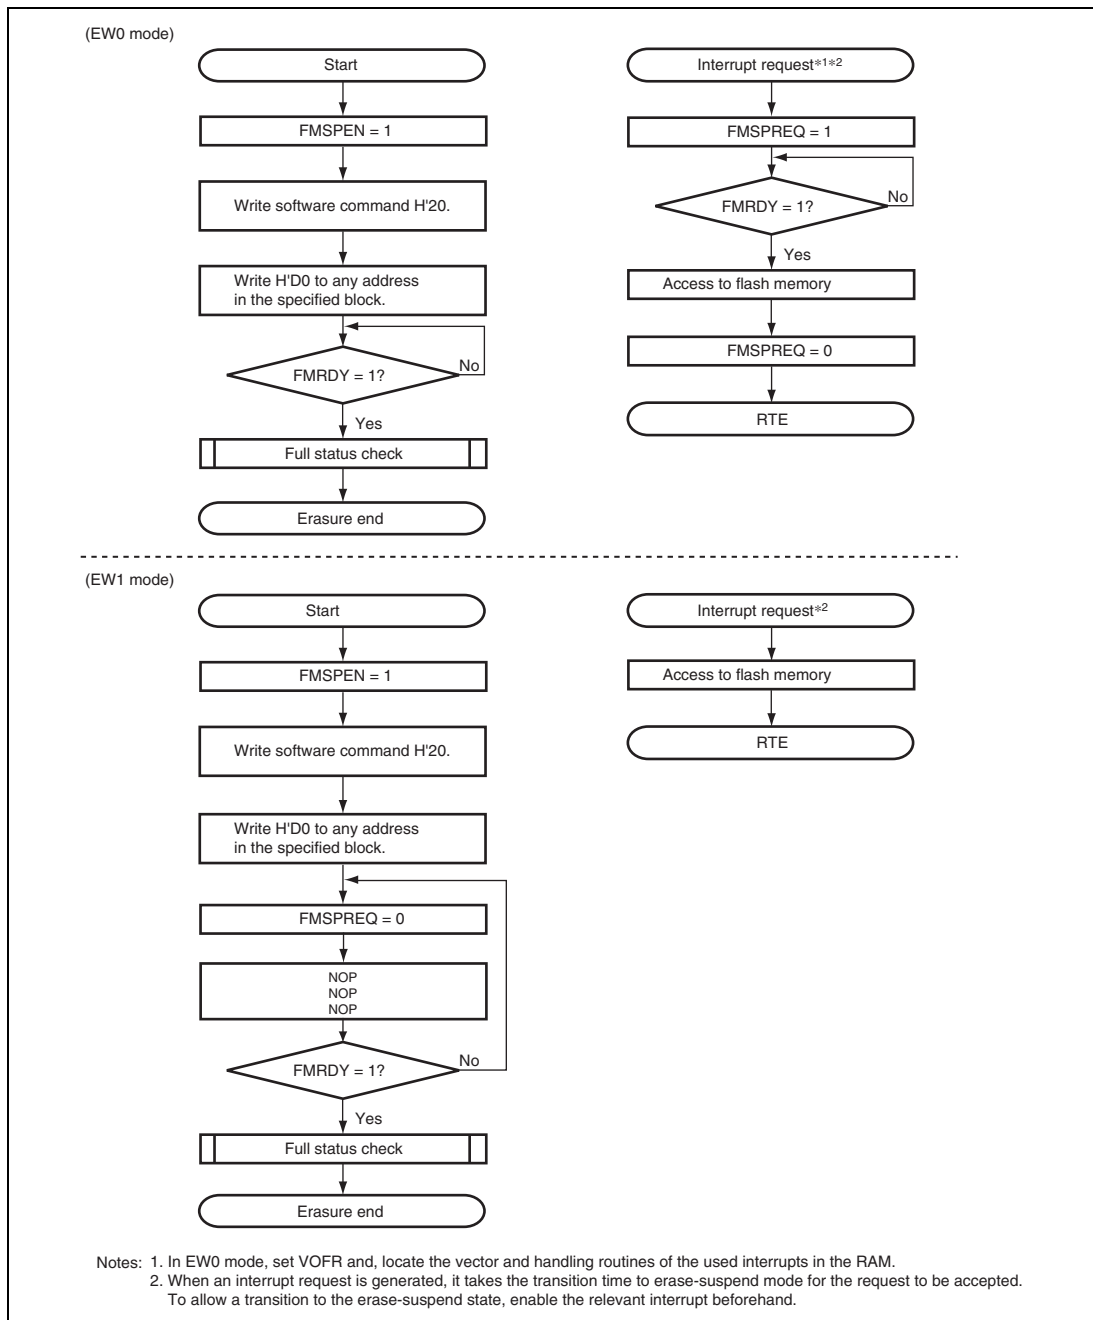 (EW0 mode)
Start
FMSPEN = 1
Write software command H'20.
Write H'D0 to any address
in the specified block.
FMRDY = 1?
No
Yes
Full status check
Erasure end
Interrupt request*1*2
FMSPREQ = 1
FMRDY = 1?
No
Yes
Access to flash memory
FMSPREQ = 0
RTE
(EW1 mode)
Start
FMSPEN = 1
Write software command H'20.
Write H'D0 to any address
in the specified block.
FMSPREQ = 0
NOP
NOP
NOP
FMRDY = 1?
No
Yes
Full status check
Erasure end
Interrupt request*2
Access to flash memory
RTE
Notes: 1. In EW0 mode, set VOFR and, locate the vector and handling routines of the used interrupts in the RAM.
2. When an interrupt request is generated, it takes the transition time to erase-suspend mode for the request to be accepted.
To allow a transition to the erase-suspend state, enable the relevant interrupt beforehand.